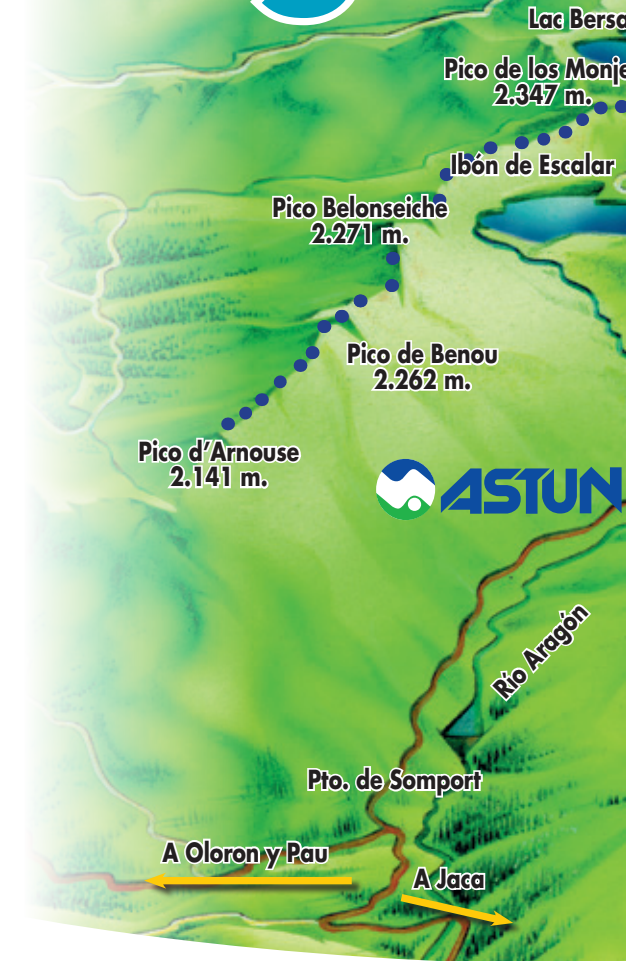 Lac Bersa
Pico de los Monje
2.347 m.
Ibón de Escalar
Pico Belonseiche
2.271 m.
Pico de Benou
2.262 m.
Pico d'Arnouse
2.141 m.
ASTUN
Río Aragón
Pto. de Somport
A Oloron y Pau
A Jaca